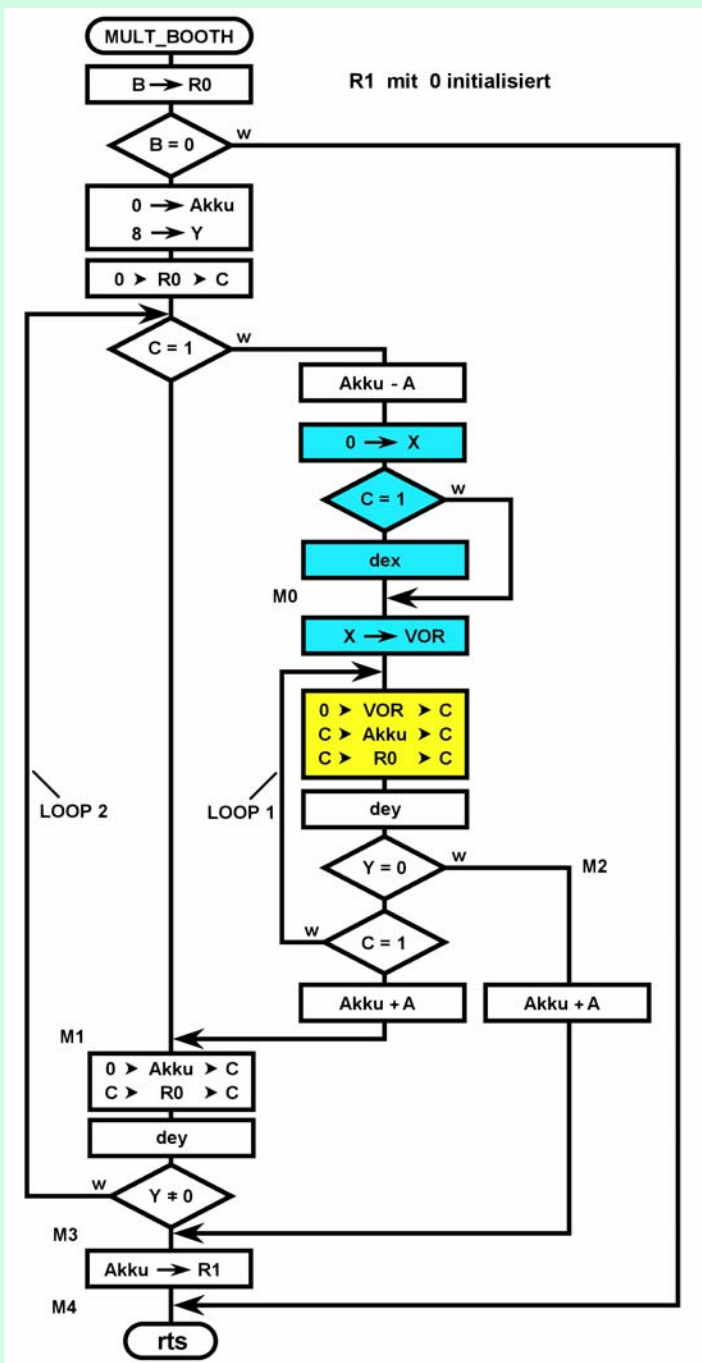 MULT_BOOTH
B → R0
R1 mit 0 initialisiert
B = 0
w
0 → Akku
8 → Y
0 ➤ R0 ➤ C
C = 1
w
Akku - A
0 → X
C = 1
w
dex
M0
X → VOR
0 ➤ VOR ➤ C
C ➤ Akku ➤ C
C ➤ R0 ➤ C
LOOP 2
LOOP 1
dey
Y = 0
w
M2
C = 1
w
Akku + A
Akku + A
M1
0 ➤ Akku ➤ C
C ➤ R0 ➤ C
dey
Y ≠ 0
w
M3
Akku → R1
M4
rts